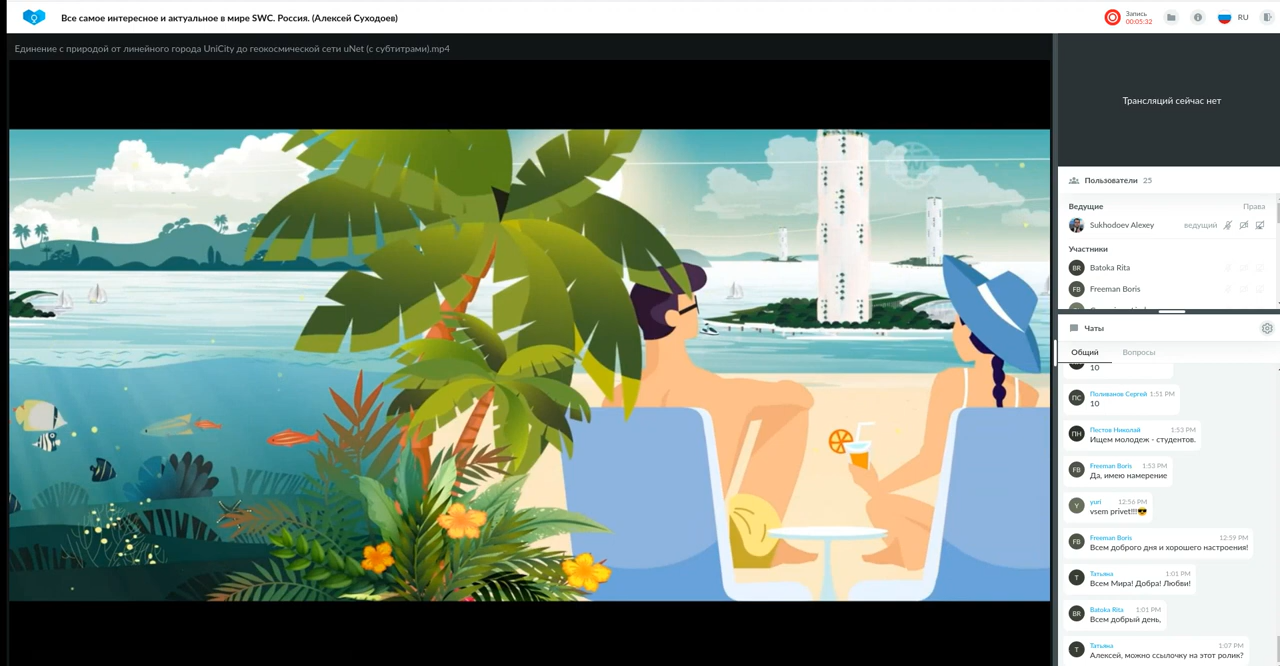 Все самое интересное и актуальное в мире SWC. Россия. (Алексей Суходоев)
Запись
00:05:32
RU
Единение с природой от линейного города UniCity до геокосмической сети uNet (с субтитрами).mp4
Трансляций сейчас нет
Пользователи 25
Ведущие Права
Sukhodoev Alexey ведущий
Участники
BR Batoka Rita
FB Freeman Boris
Чаты
Общий Вопросы
10
ПС Поливанов Сергей 1:51 PM
10
ПН Пестов Николай 1:53 PM
Ищем молодеж - студентов.
FB Freeman Boris 1:53 PM
Да, имею намерение
Y yuri 12:56 PM
vsem privet!!!😎
FB Freeman Boris 12:59 PM
Всем доброго дня и хорошего настроения!
Т Татьяна 1:01 PM
Всем Мира! Добра! Любви!
BR Batoka Rita 1:01 PM
Всем добрый день,
Т Татьяна 1:07 PM
Алексей, можно ссылочку на этот ролик?